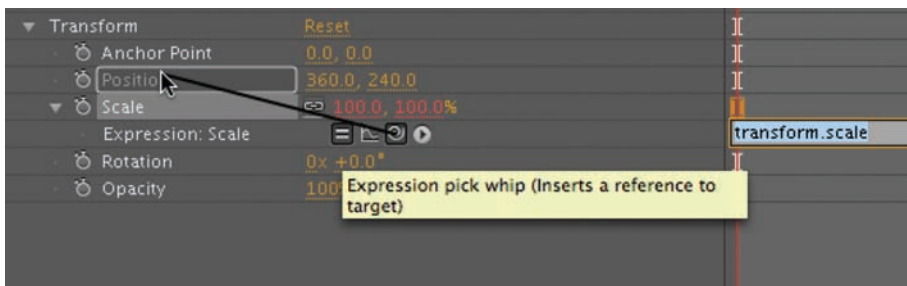 Transform Reset
Anchor Point 0.0, 0.0
Position 360.0, 240.0
Scale 100.0, 100.0%
Expression: Scale transform.scale
Rotation 0x +0.0°
Opacity 100
Expression pick whip (Inserts a reference to
target)